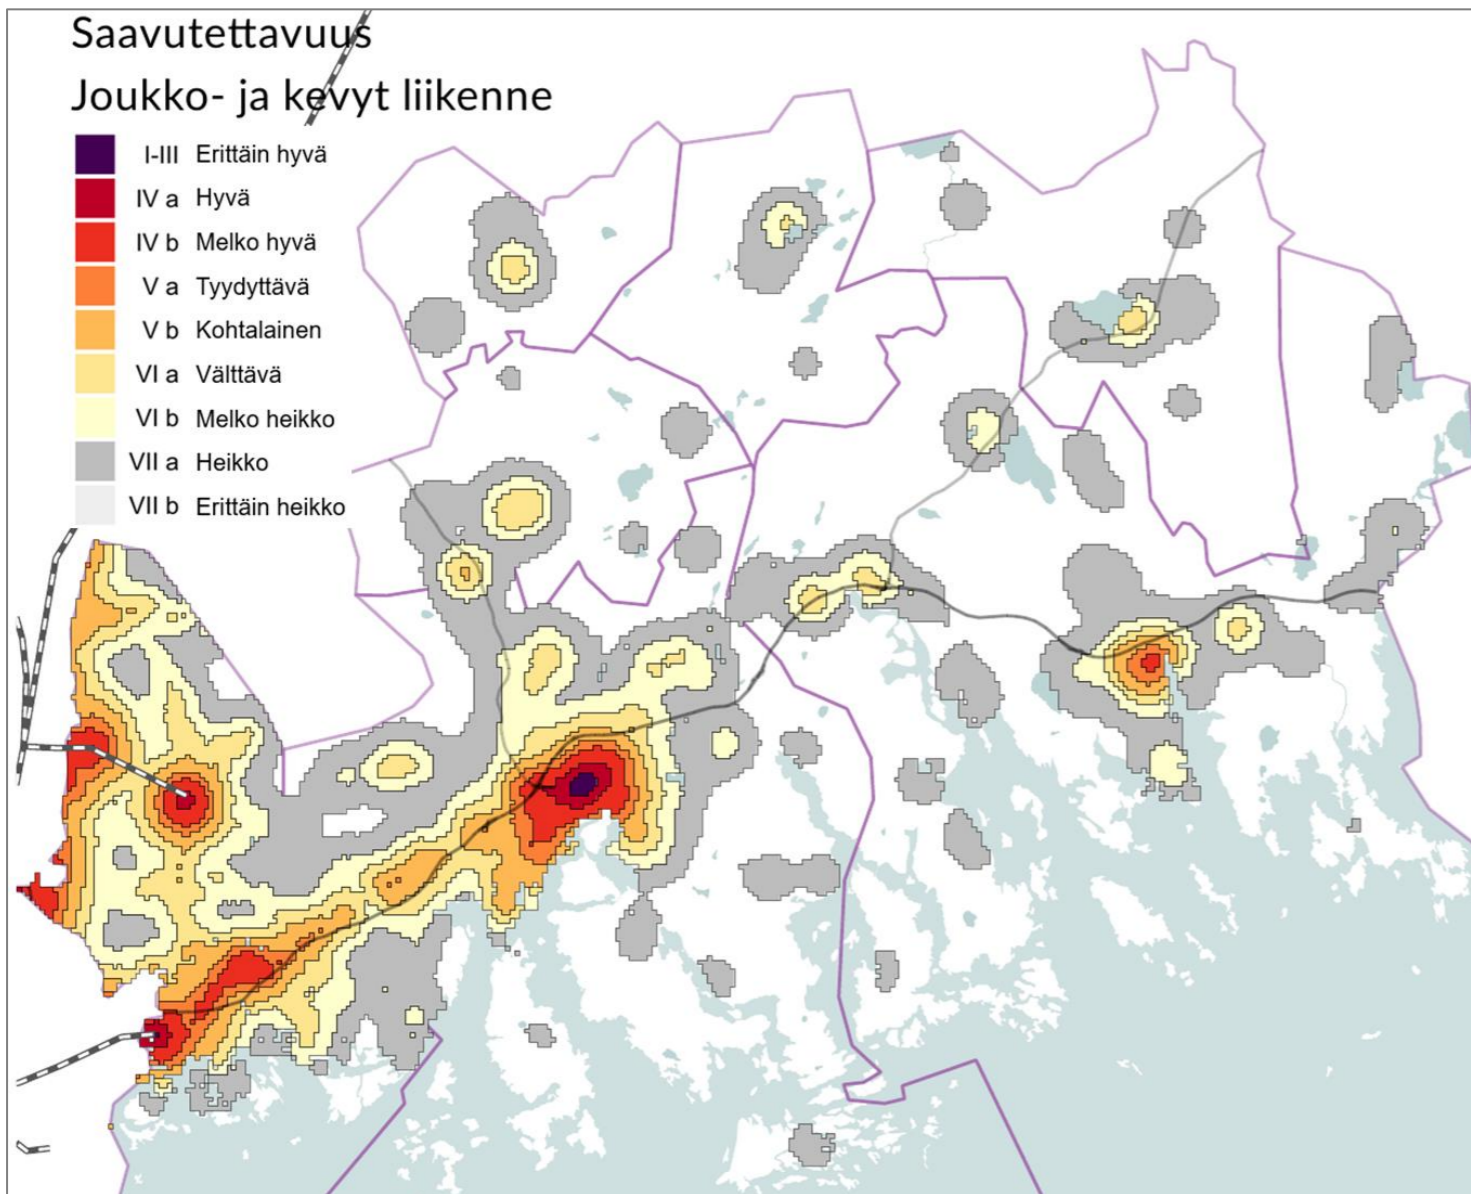 Saavutettavuus
Joukko- ja kevyt liikenne
I-III Erittäin hyvä
IV a Hyvä
IV b Melko hyvä
V a Tyydyttävä
V b Kohtalainen
VI a Välttävä
VI b Melko heikko
VII a Heikko
VII b Erittäin heikko